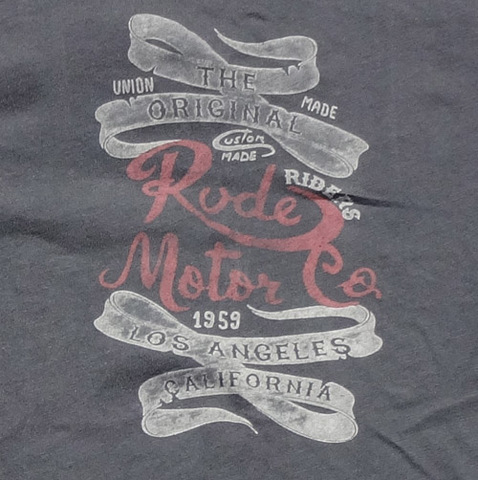 THE
UNION ORIGINAL MADE
Custom
MADE
Rude RIDERS
Motor Co
1959
LOS ANGELES
CALIFORNIA